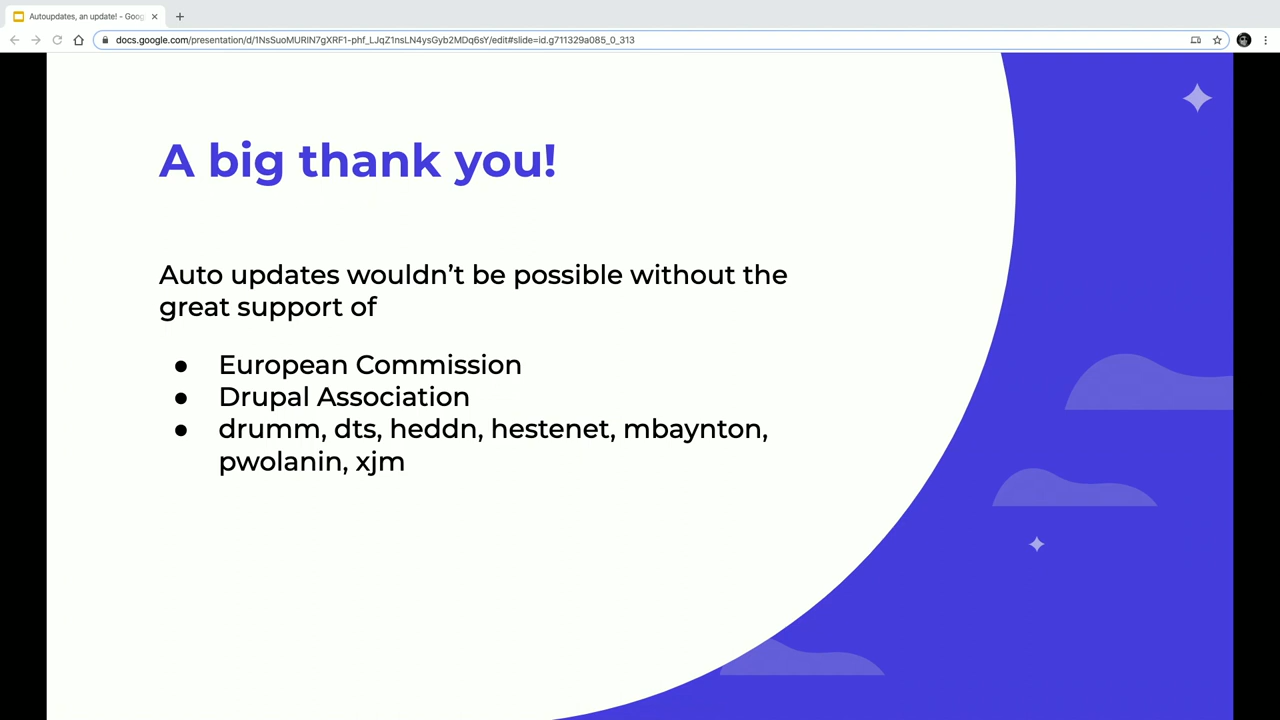 Autoupdates, an update! - Goog
docs.google.com/presentation/d/1NsSuoMURIN7gXRF1-phf_LJqZ1nsLN4ysGyb2MDq6sY/edit#slide=id.g711329a085_0_313
A big thank you!
Auto updates wouldn’t be possible without the
great support of
● European Commission
● Drupal Association
● drumm, dts, heddn, hestenet, mbaynton,
pwolanin, xjm